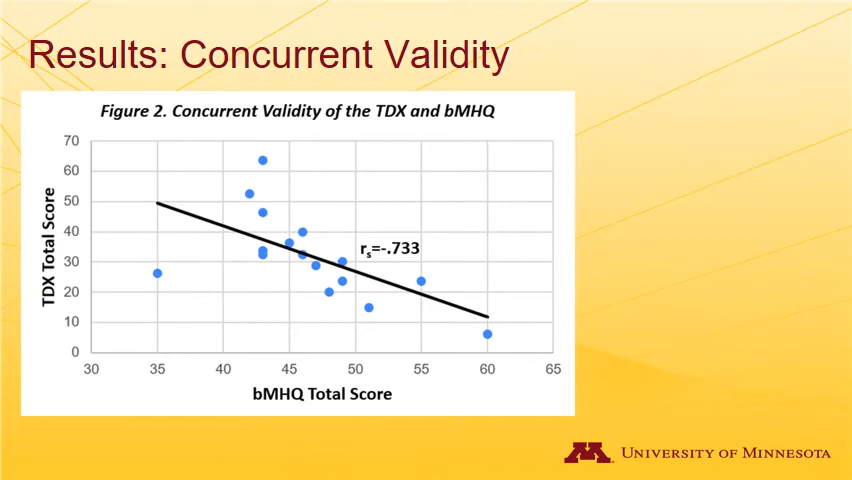 Results: Concurrent Validity
Figure 2. Concurrent Validity of the TDX and bMHQ
TDX Total Score
70
60
50
40
30
20
10
0
rs=-.733
30 35 40 45 50 55 60 65
bMHQ Total Score
M.
UNIVERSITY OF MINNESOTA